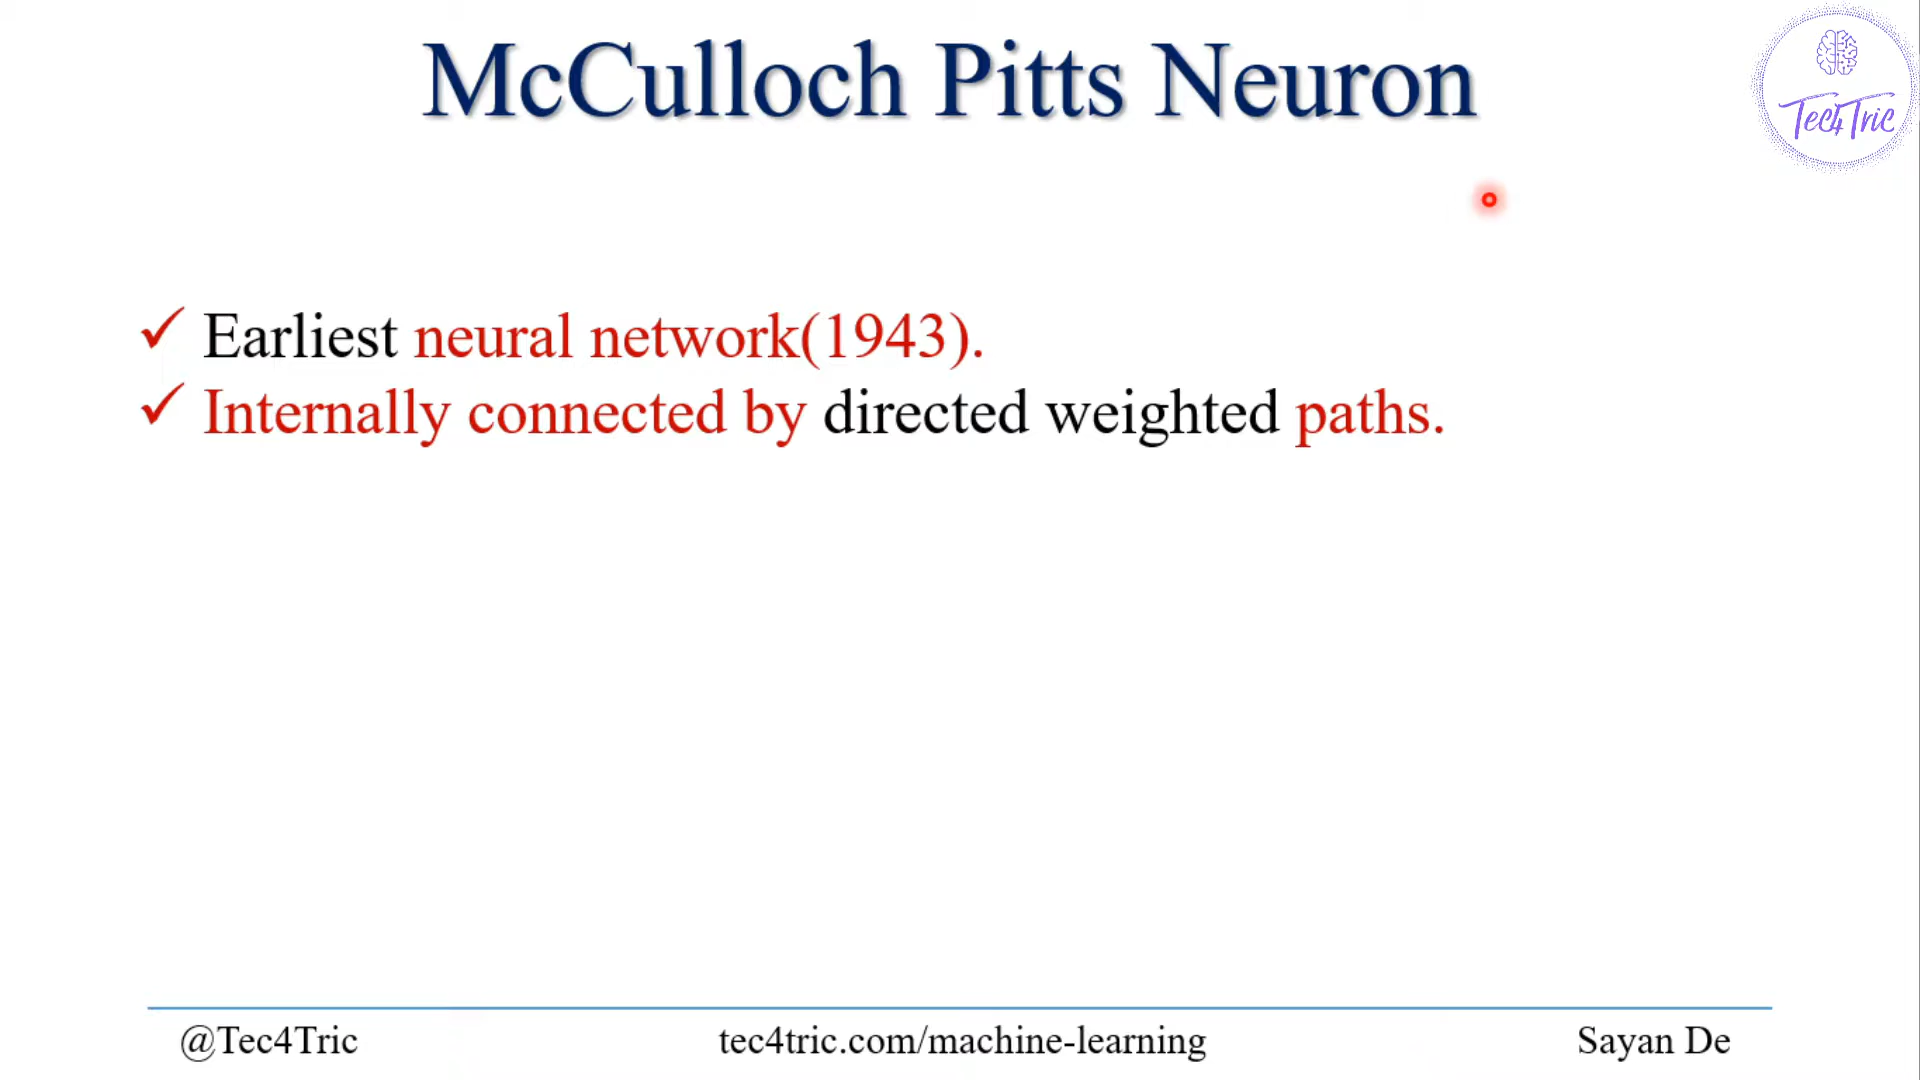 McCulloch Pitts Neuron
Tec4Tric
✓ Earliest neural network(1943).
✓ Internally connected by directed weighted paths.
@Tec4Tric
tec4tric.com/machine-learning
Sayan De